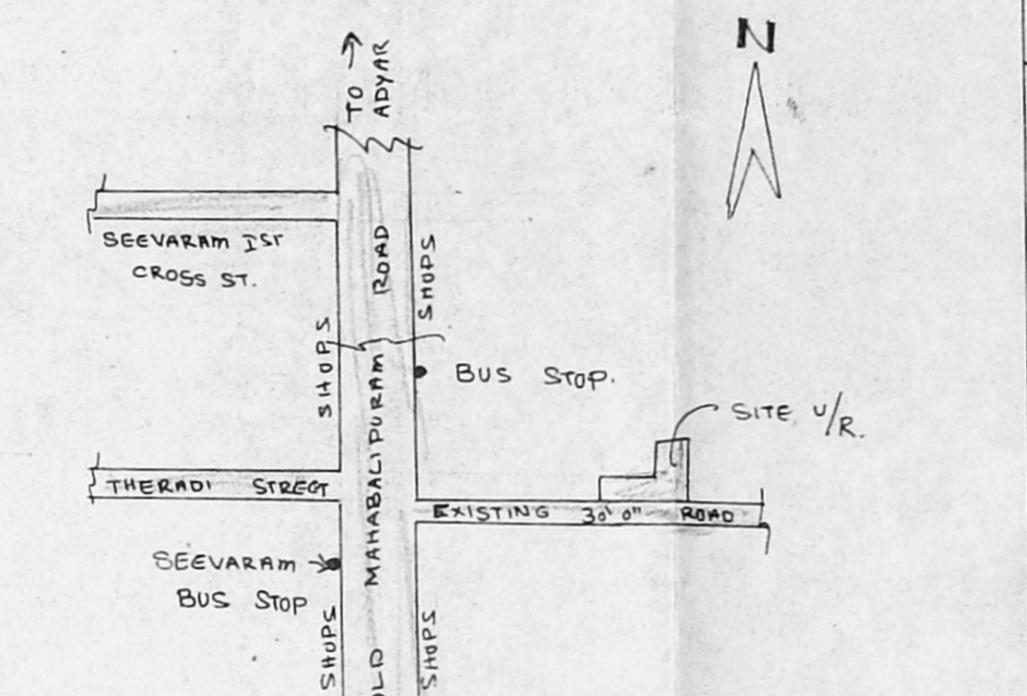 N
TO →
ADYAR
SEEVARAM IST
CROSS ST.
ROAD
SHOPS
SHOPS
BUS STOP.
SITE U/R.
MAHABALIPURAM
THERADI STREET
EXISTING 30'0" ROAD
SEEVARAM →
BUS STOP
SHOPS
OLD
SHOPS